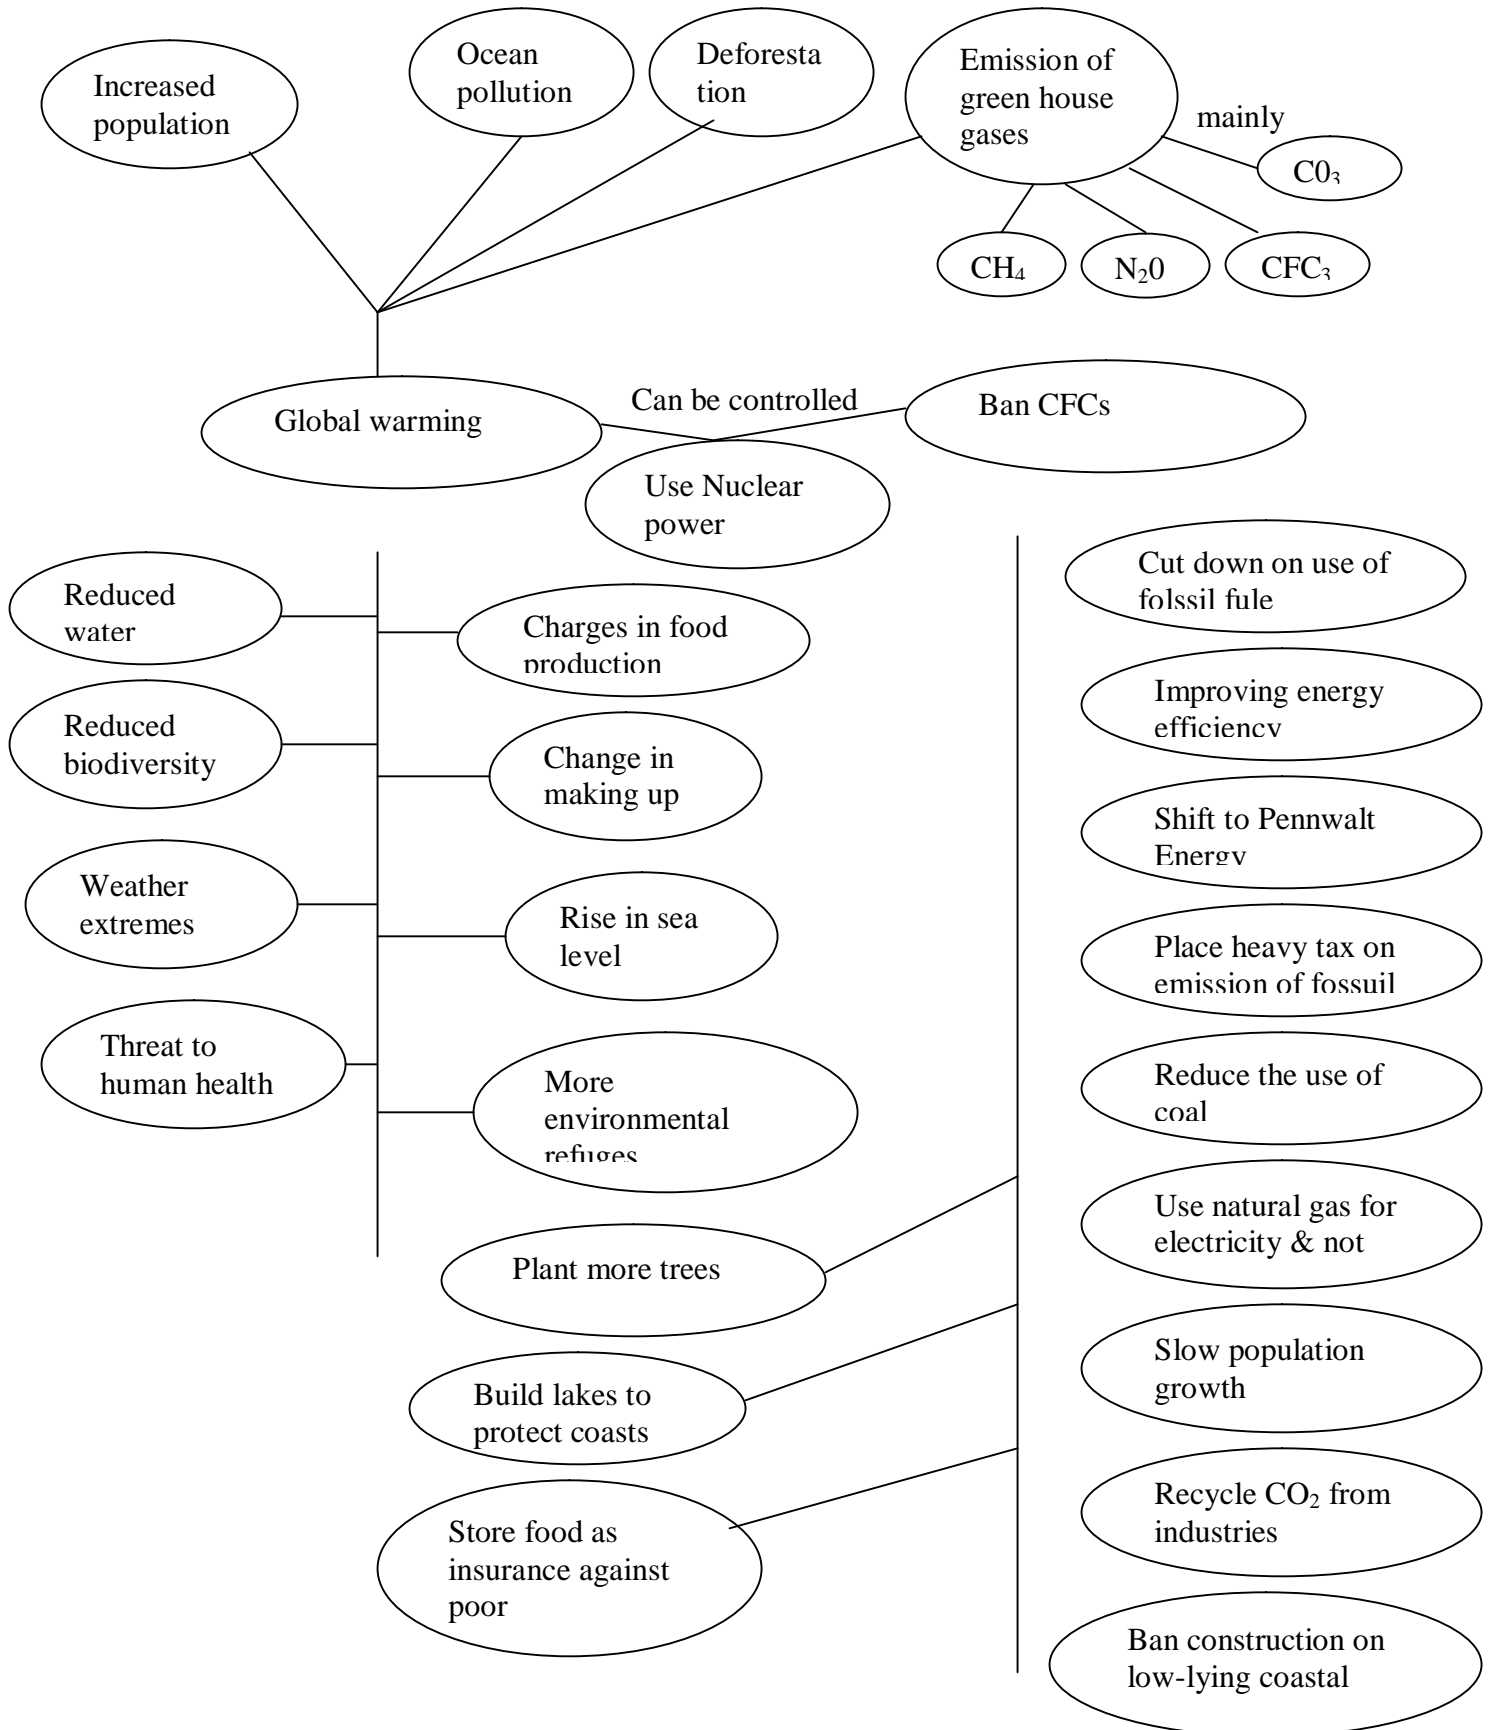 Increased
population
Ocean
pollution
Deforesta
tion
Emission of
green house
gases
mainly
C0₃
CH₄
N₂0
CFC₃
Global warming
Can be controlled
Ban CFCs
Use Nuclear
power
Reduced
water
Charges in food
production
Reduced
biodiversity
Change in
making up
Weather
extremes
Rise in sea
level
Threat to
human health
More
environmental
refuges
Plant more trees
Build lakes to
protect coasts
Store food as
insurance against
poor
Cut down on use of
folssil fule
Improving energy
efficiency
Shift to Pennwalt
Energy
Place heavy tax on
emission of fossuil
Reduce the use of
coal
Use natural gas for
electricity & not
Slow population
growth
Recycle CO₂ from
industries
Ban construction on
low-lying coastal